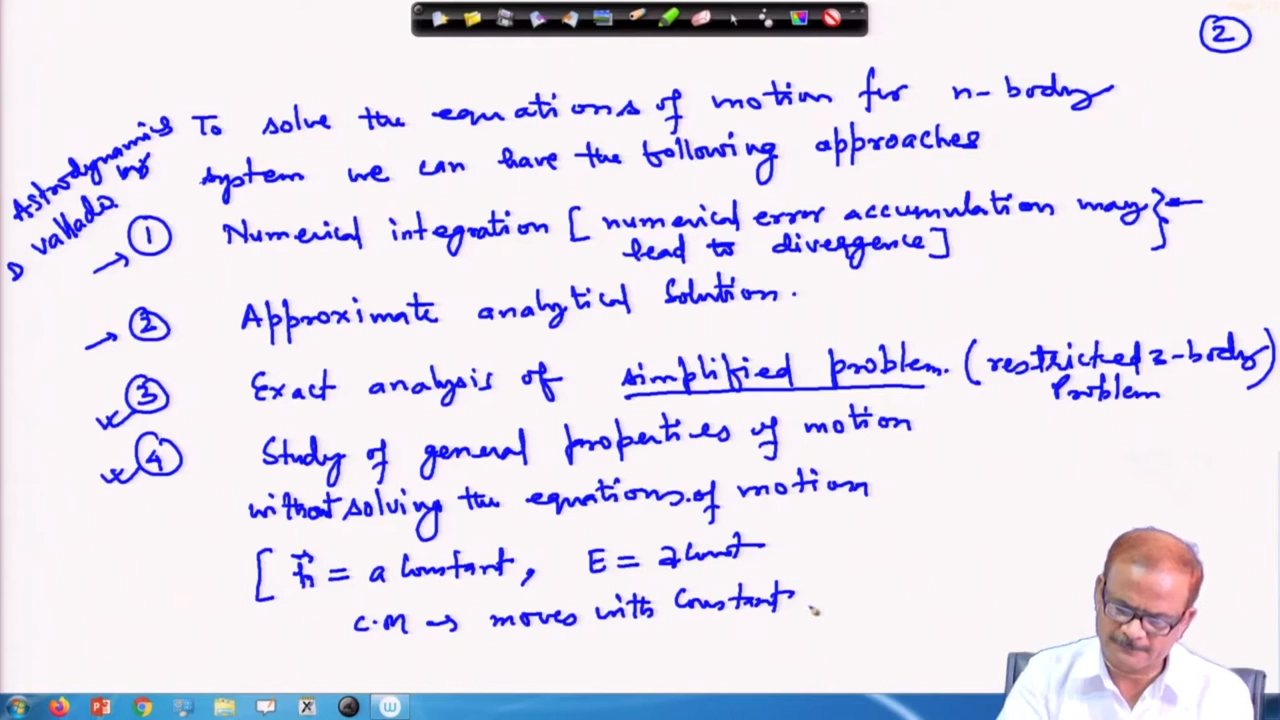 2
To solve the equations of motion for n-body
system we can have the following approaches
Astrodynamics
by
D vallado
→ 1 Numerical integration [numerical error accumulation may } ←
lead to divergence]
→ 2 Approximate analytical solution.
3 Exact analysis of simplified problem. (restricted 3-body
Problem)
4 Study of general properties of motion
without solving the equations of motion
[ h⃗ = a constant, E = a const
C.M → moves with constant